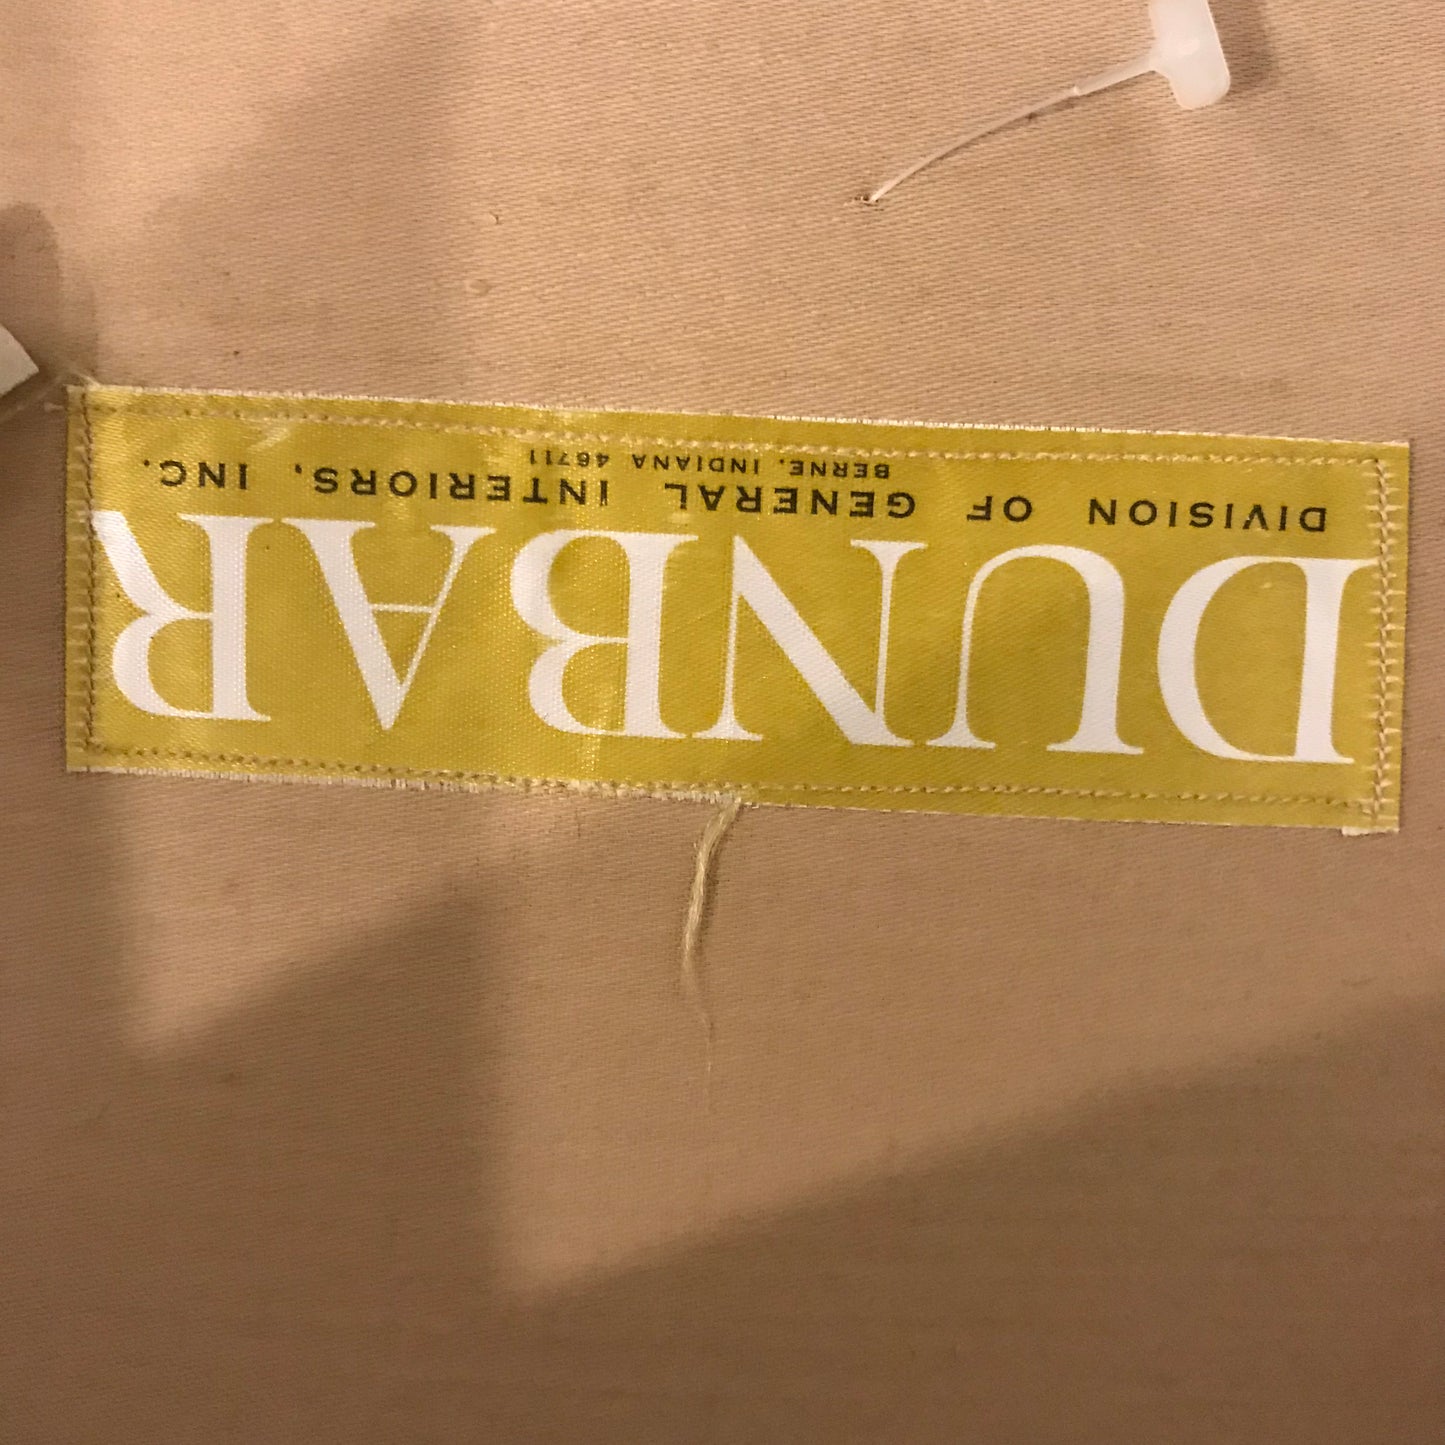 DUNBAR
DIVISION OF GENERAL INTERIORS, INC.
BERNE, INDIANA 46711